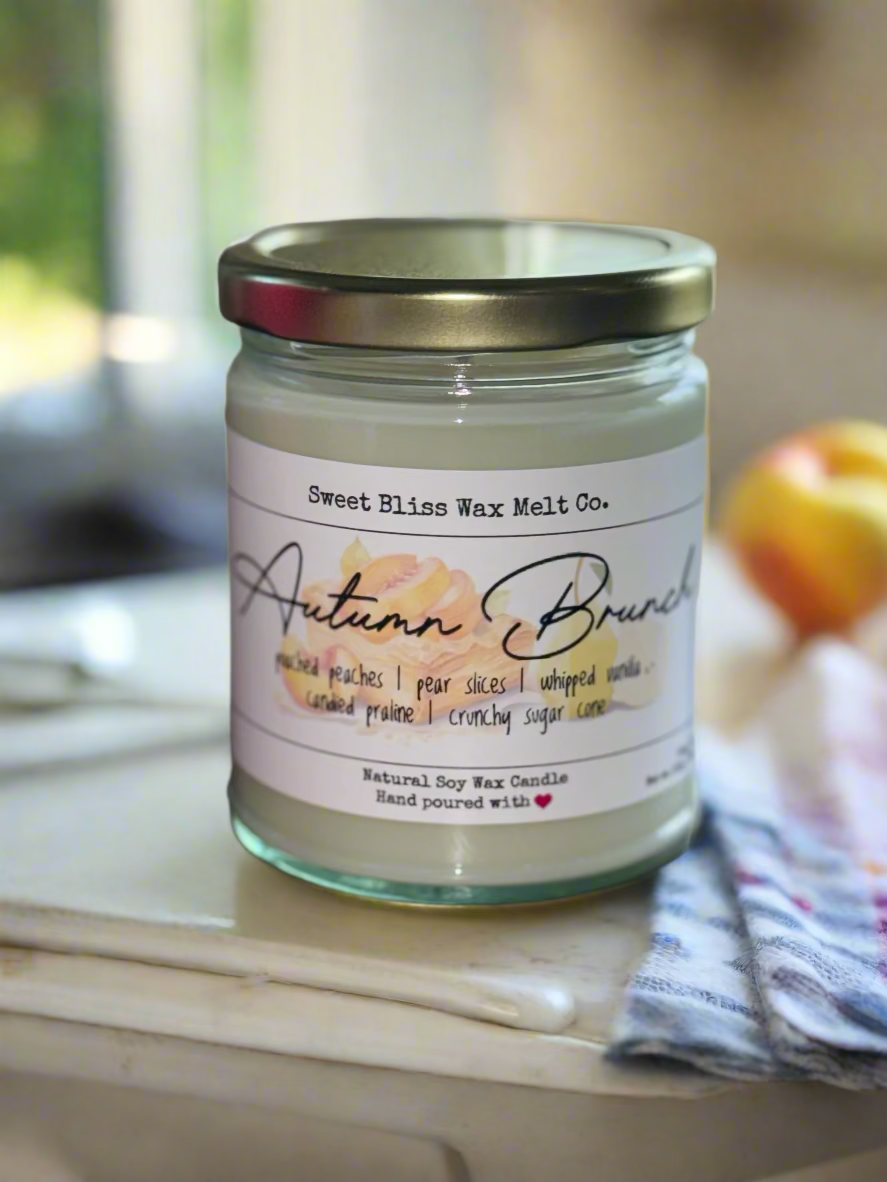 Sweet Bliss Wax Melt Co.
Autumn Brunch
poached peaches | pear slices | whipped vanilla
candied praline | crunchy sugar cone
Natural Soy Wax Candle
Hand poured with ❤